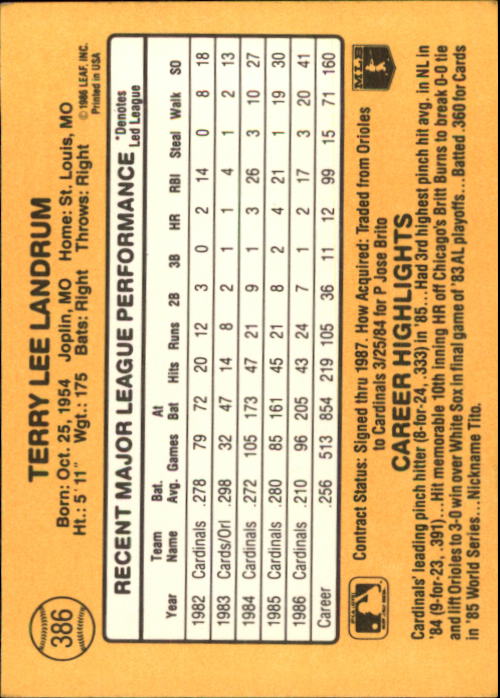 386
TERRY LEE LANDRUM
Born: Oct. 25, 1954 Joplin, MO Home: St. Louis, MO
Ht.: 5' 11" Wgt.: 175 Bats: Right Throws: Right
© 1986 LEAF, INC.
Printed in USA
RECENT MAJOR LEAGUE PERFORMANCE *Denotes Led League
Year Team Name Bat. Avg. Games At Bat Hits Runs 2B 3B HR RBI Steal Walk SO
1982 Cardinals .278 79 72 20 12 3 0 2 14 0 8 18
1983 Cards/Orl .298 32 47 14 8 2 1 1 4 1 2 13
1984 Cardinals .272 105 173 47 21 9 1 3 26 3 10 27
1985 Cardinals .280 85 161 45 21 8 2 4 21 1 19 30
1986 Cardinals .210 96 205 43 24 7 1 2 17 3 20 41
Career .256 513 854 219 105 36 11 12 99 15 71 160
Contract Status: Signed thru 1987. How Acquired: Traded from Orioles
to Cardinals 3/25/84 for P Jose Brito
MLB
CAREER HIGHLIGHTS
Cardinals' leading pinch hitter (8-for-24, .333) in '85...Had 3rd highest pinch hit avg. in NL in
'84 (9-for-23, .391)...Hit memorable 10th inning HR off Chicago's Britt Burns to break 0-0 tie
and lift Orioles to 3-0 win over White Sox in final game of '83 AL playoffs...Batted .360 for Cards
in '85 World Series...Nickname Tito.